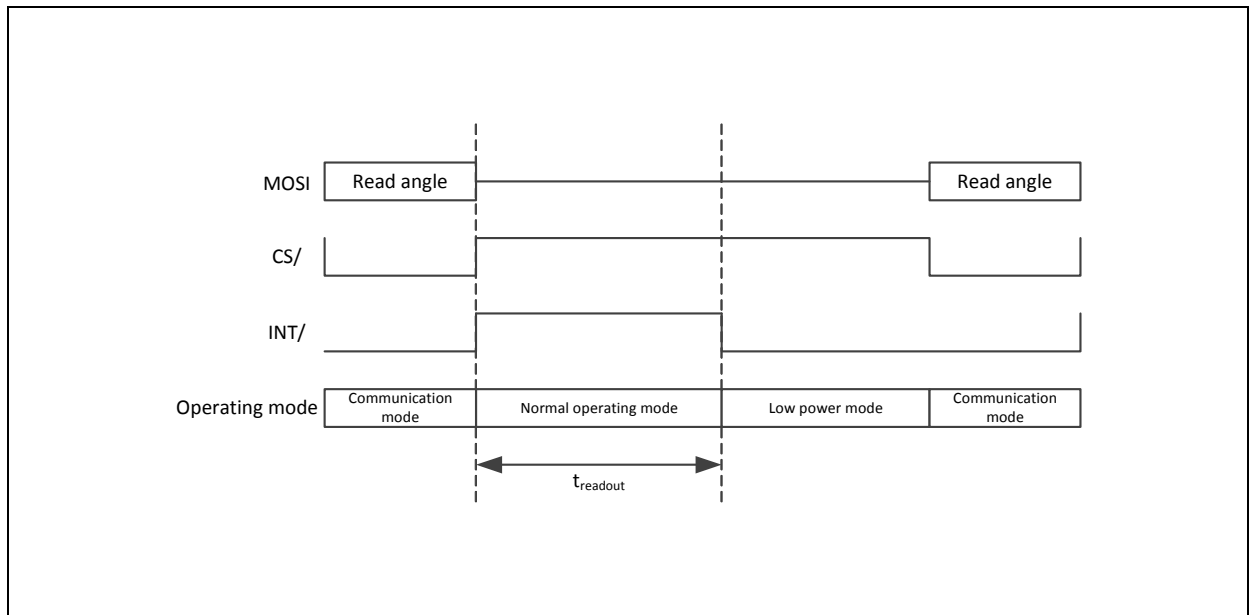 MOSI Read angle Read angle
CS/
INT/
Operating mode Communication mode Normal operating mode Low power mode Communication mode
treadout